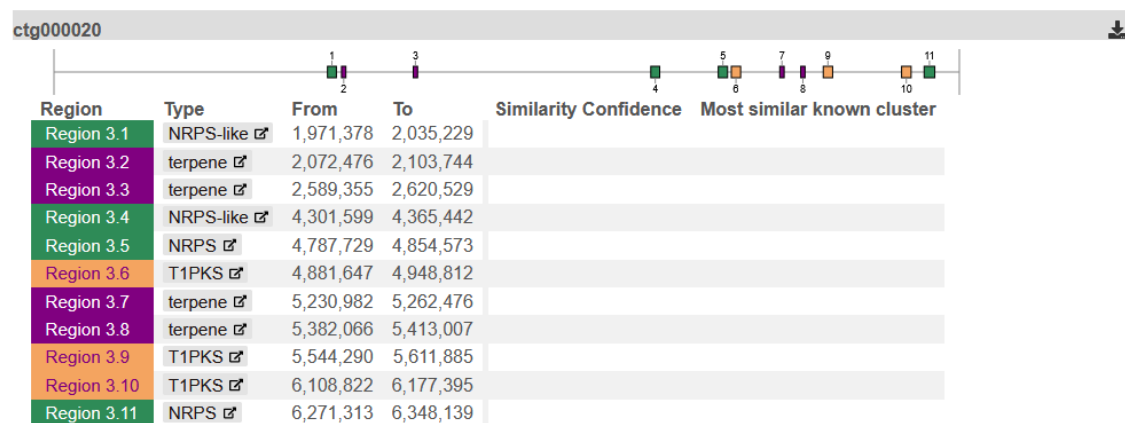 ctg000020
1 3 5 7 9 11
2 4 6 8 10
Region Type From To Similarity Confidence Most similar known cluster
Region 3.1 NRPS-like 1,971,378 2,035,229
Region 3.2 terpene 2,072,476 2,103,744
Region 3.3 terpene 2,589,355 2,620,529
Region 3.4 NRPS-like 4,301,599 4,365,442
Region 3.5 NRPS 4,787,729 4,854,573
Region 3.6 T1PKS 4,881,647 4,948,812
Region 3.7 terpene 5,230,982 5,262,476
Region 3.8 terpene 5,382,066 5,413,007
Region 3.9 T1PKS 5,544,290 5,611,885
Region 3.10 T1PKS 6,108,822 6,177,395
Region 3.11 NRPS 6,271,313 6,348,139